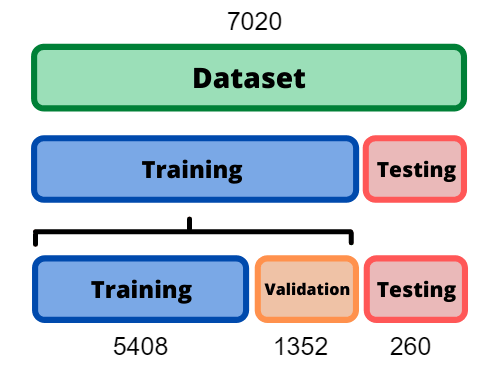 7020
Dataset
Training Testing
Training Validation Testing
5408 1352 260